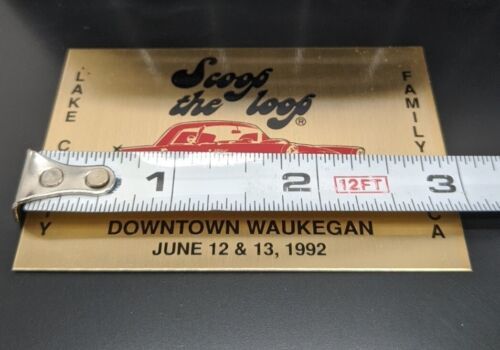 Scoop
the loop®
LAKE C
Y
FAMILY
CA
1 2 12FT 3
DOWNTOWN WAUKEGAN
JUNE 12 & 13, 1992